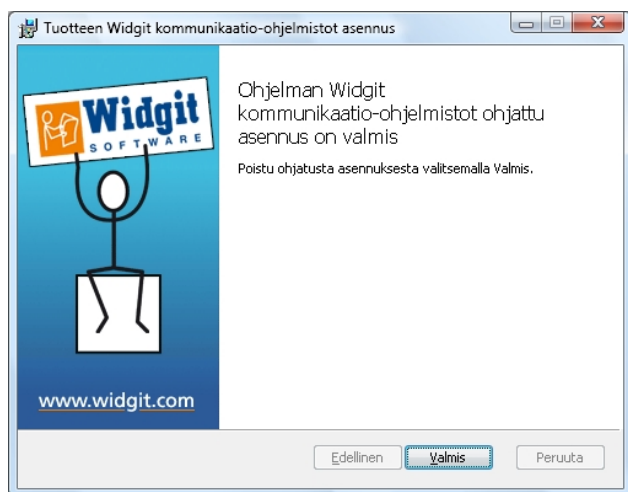 Tuotteen Widgit kommunikaatio-ohjelmistot asennus
Widgit
SOFTWARE
Ohjelman Widgit
kommunikaatio-ohjelmistot ohjattu
asennus on valmis
Poistu ohjatusta asennuksesta valitsemalla Valmis.
www.widgit.com
Edellinen
Valmis
Peruuta